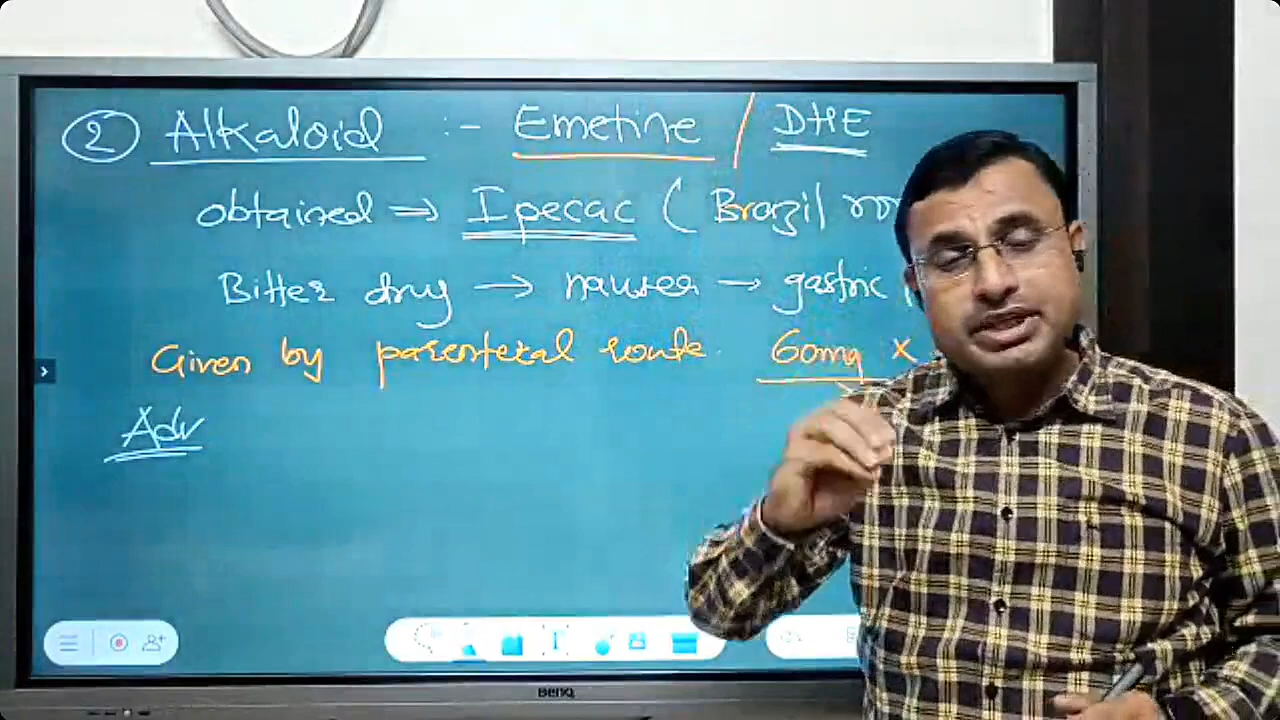 2 Alkaloid :- Emetine / DHE
obtained → Ipecac ( Brazil
Bitter drug → nausea → gastric
Given by parenteral route. 60mg ×
Adv
BenQ